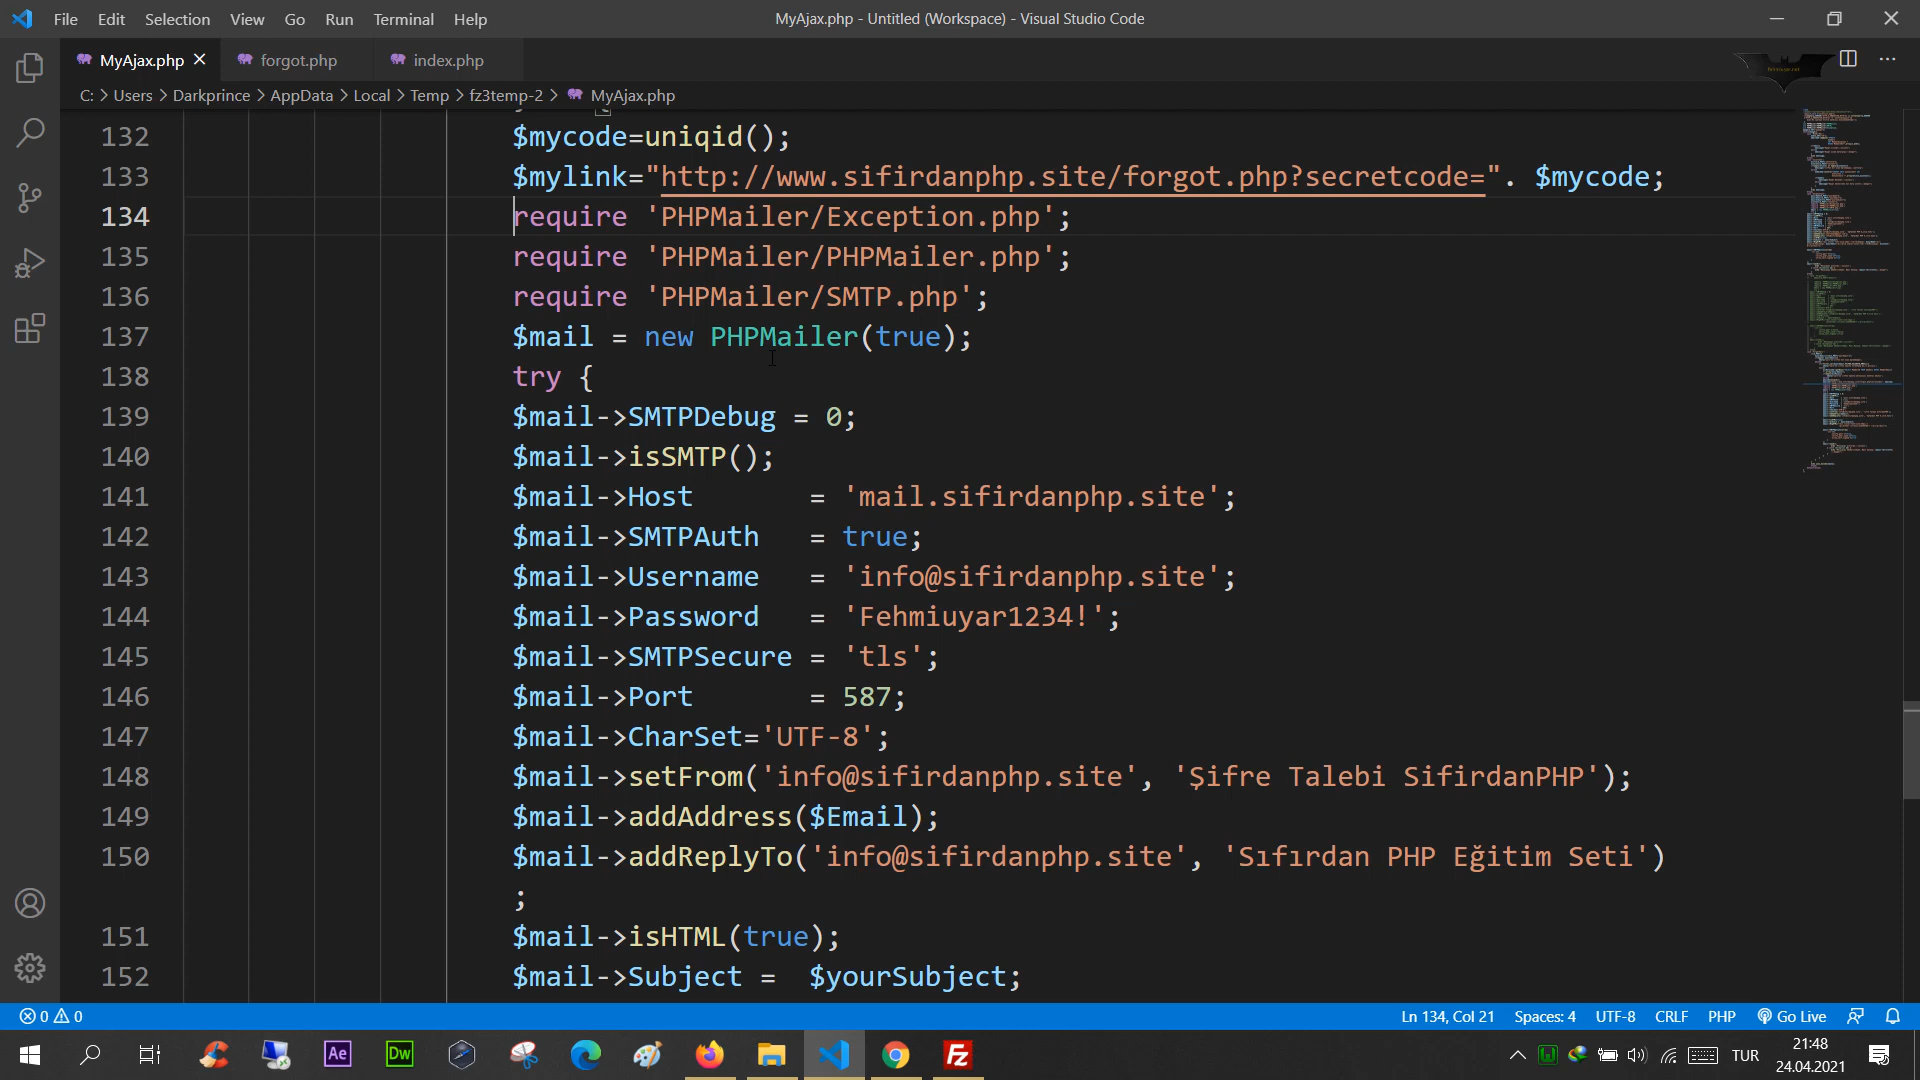 File Edit Selection View Go Run Terminal Help
MyAjax.php - Untitled (Workspace) - Visual Studio Code
MyAjax.php
forgot.php
index.php
C: > Users > Darkprince > AppData > Local > Temp > fz3temp-2 > MyAjax.php
132 $mycode=uniqid();
133 $mylink="http://www.sifirdanphp.site/forgot.php?secretcode=". $mycode;
134 require 'PHPMailer/Exception.php';
135 require 'PHPMailer/PHPMailer.php';
136 require 'PHPMailer/SMTP.php';
137 $mail = new PHPMailer(true);
138 try {
139 $mail->SMTPDebug = 0;
140 $mail->isSMTP();
141 $mail->Host       = 'mail.sifirdanphp.site';
142 $mail->SMTPAuth   = true;
143 $mail->Username   = 'info@sifirdanphp.site';
144 $mail->Password   = 'Fehmiuyar1234!';
145 $mail->SMTPSecure = 'tls';
146 $mail->Port       = 587;
147 $mail->CharSet='UTF-8';
148 $mail->setFrom('info@sifirdanphp.site', 'Şifre Talebi SifirdanPHP');
149 $mail->addAddress($Email);
150 $mail->addReplyTo('info@sifirdanphp.site', 'Sıfırdan PHP Eğitim Seti')
;
151 $mail->isHTML(true);
152 $mail->Subject =  $yourSubject;
0 0
Ln 134, Col 21 Spaces: 4 UTF-8 CRLF PHP Go Live
Ae
Dw
Fz
TUR
21:48
24.04.2021